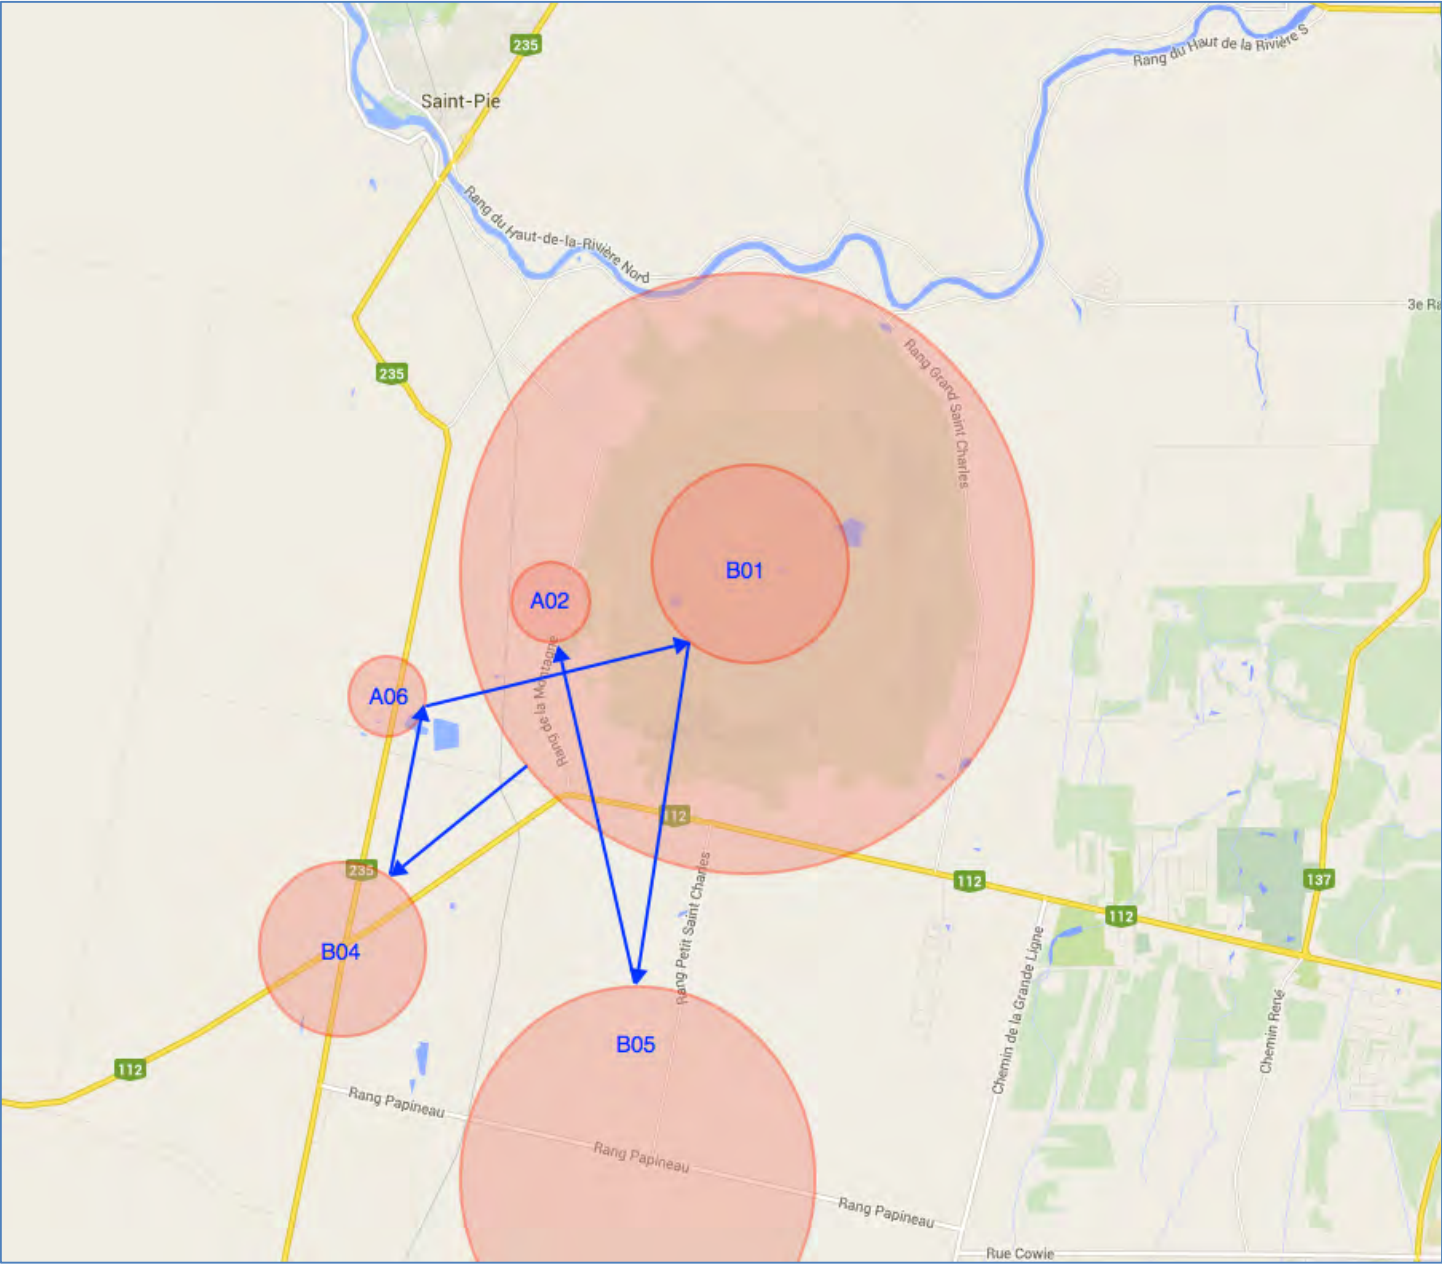 235
Saint-Pie
Rang du Haut de la Rivière S
Rang du Haut-de-la-Rivière Nord
3e Ra
235
Rang Grand Saint Charles
B01
A02
A06
Rang de la Montagne
112
235
112
137
112
B04
Rang Petit Saint Charles
Chemin de la Grande Ligne
Chemin René
B05
112
Rang Papineau
Rang Papineau
Rang Papineau
Rue Cowie